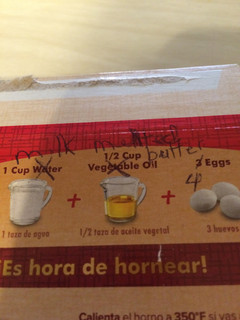 milk melted
butter
1 Cup Water
1/2 Cup
Vegetable Oil
3 Eggs
4
+
+
1 taza de agua
1/2 taza de aceite vegetal
3 huevos
¡Es hora de hornear!
Calienta el horno a 350°F si vas